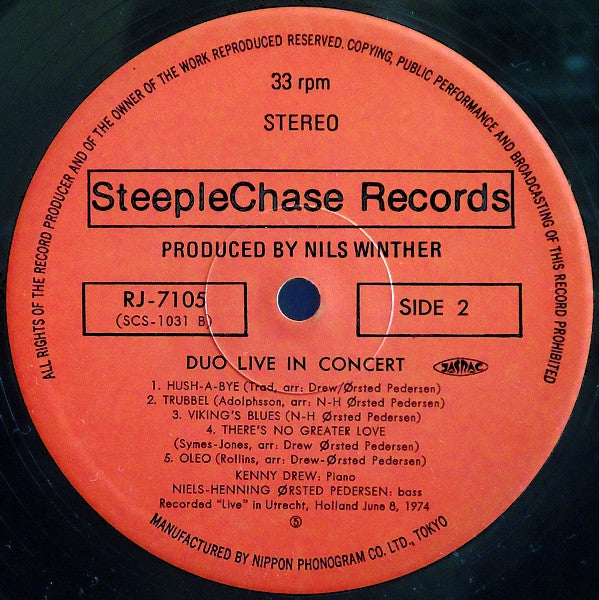 ALL RIGHTS OF THE RECORD PRODUCER AND OF THE OWNER OF THE WORK REPRODUCED RESERVED. COPYING, PUBLIC PERFORMANCE AND BROADCASTING OF THIS RECORD PROHIBITED
33 rpm
STEREO
SteepleChase Records
PRODUCED BY NILS WINTHER
RJ-7105
(SCS-1031 B)
SIDE 2
DUO LIVE IN CONCERT
JASRAC
1. HUSH-A-BYE (Trad, arr: Drew/Ørsted Pedersen)
2. TRUBBEL (Adolphsson, arr: N-H Ørsted Pedersen)
3. VIKING'S BLUES (N-H Ørsted Pedersen)
4. THERE'S NO GREATER LOVE
(Symes-Jones, arr: Drew Ørsted Pedersen)
5. OLEO (Rollins, arr: Drew-Ørsted Pedersen)
KENNY DREW: Piano
NIELS-HENNING ØRSTED PEDERSEN: bass
Recorded "Live" in Utrecht, Holland June 8, 1974
5
MANUFACTURED BY NIPPON PHONOGRAM CO. LTD., TOKYO